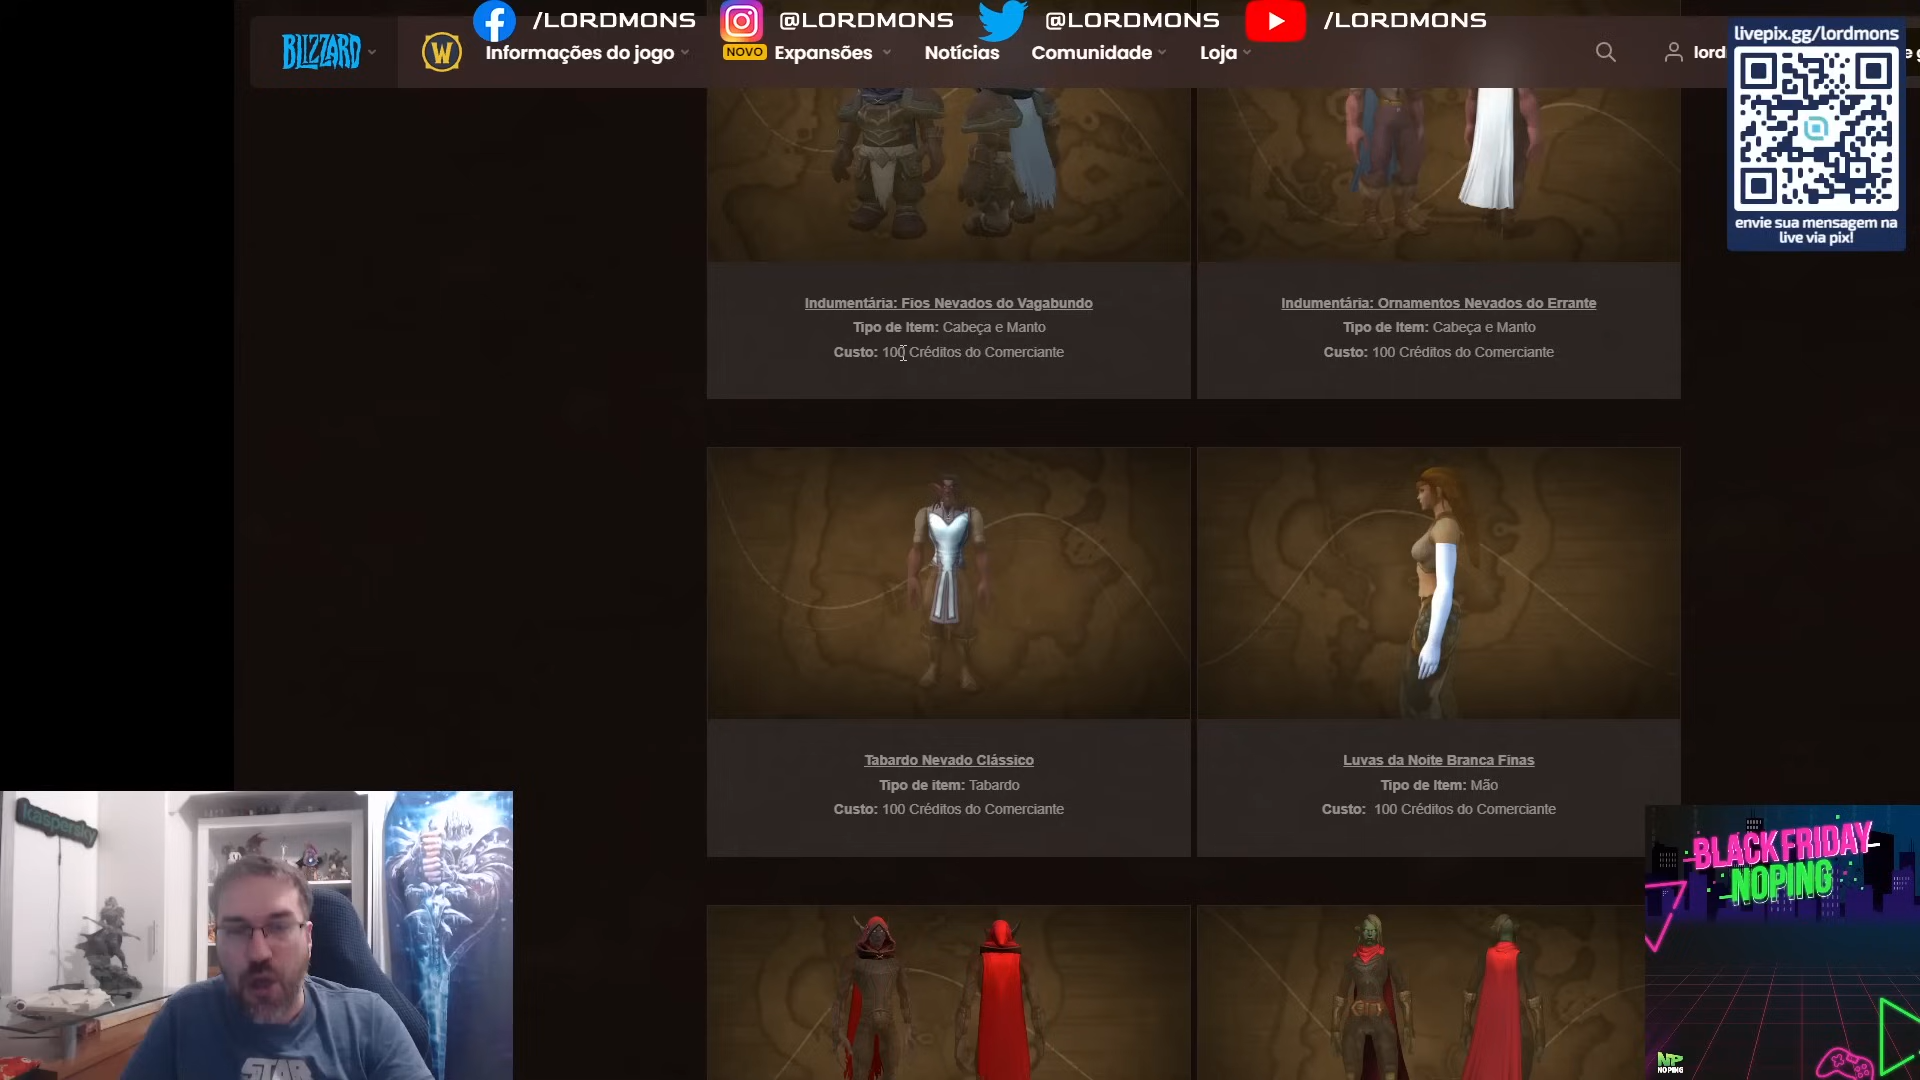 /LORDMONS @LORDMONS @LORDMONS /LORDMONS
livepix.gg/lordmons
BLIZZARD
W
Informações do jogo
NOVO Expansões
Notícias
Comunidade
Loja
envie sua mensagem na
live via pix!
Indumentária: Fios Nevados do Vagabundo
Tipo de Item: Cabeça e Manto
Custo: 100 Créditos do Comerciante
Indumentária: Ornamentos Nevados do Errante
Tipo de Item: Cabeça e Manto
Custo: 100 Créditos do Comerciante
Tabardo Nevado Clássico
Tipo de item: Tabardo
Custo: 100 Créditos do Comerciante
Luvas da Noite Branca Finas
Tipo de Item: Mão
Custo: 100 Créditos do Comerciante
kaspersky
STAR
BLACK FRIDAY
NOPING
NP
NOPING